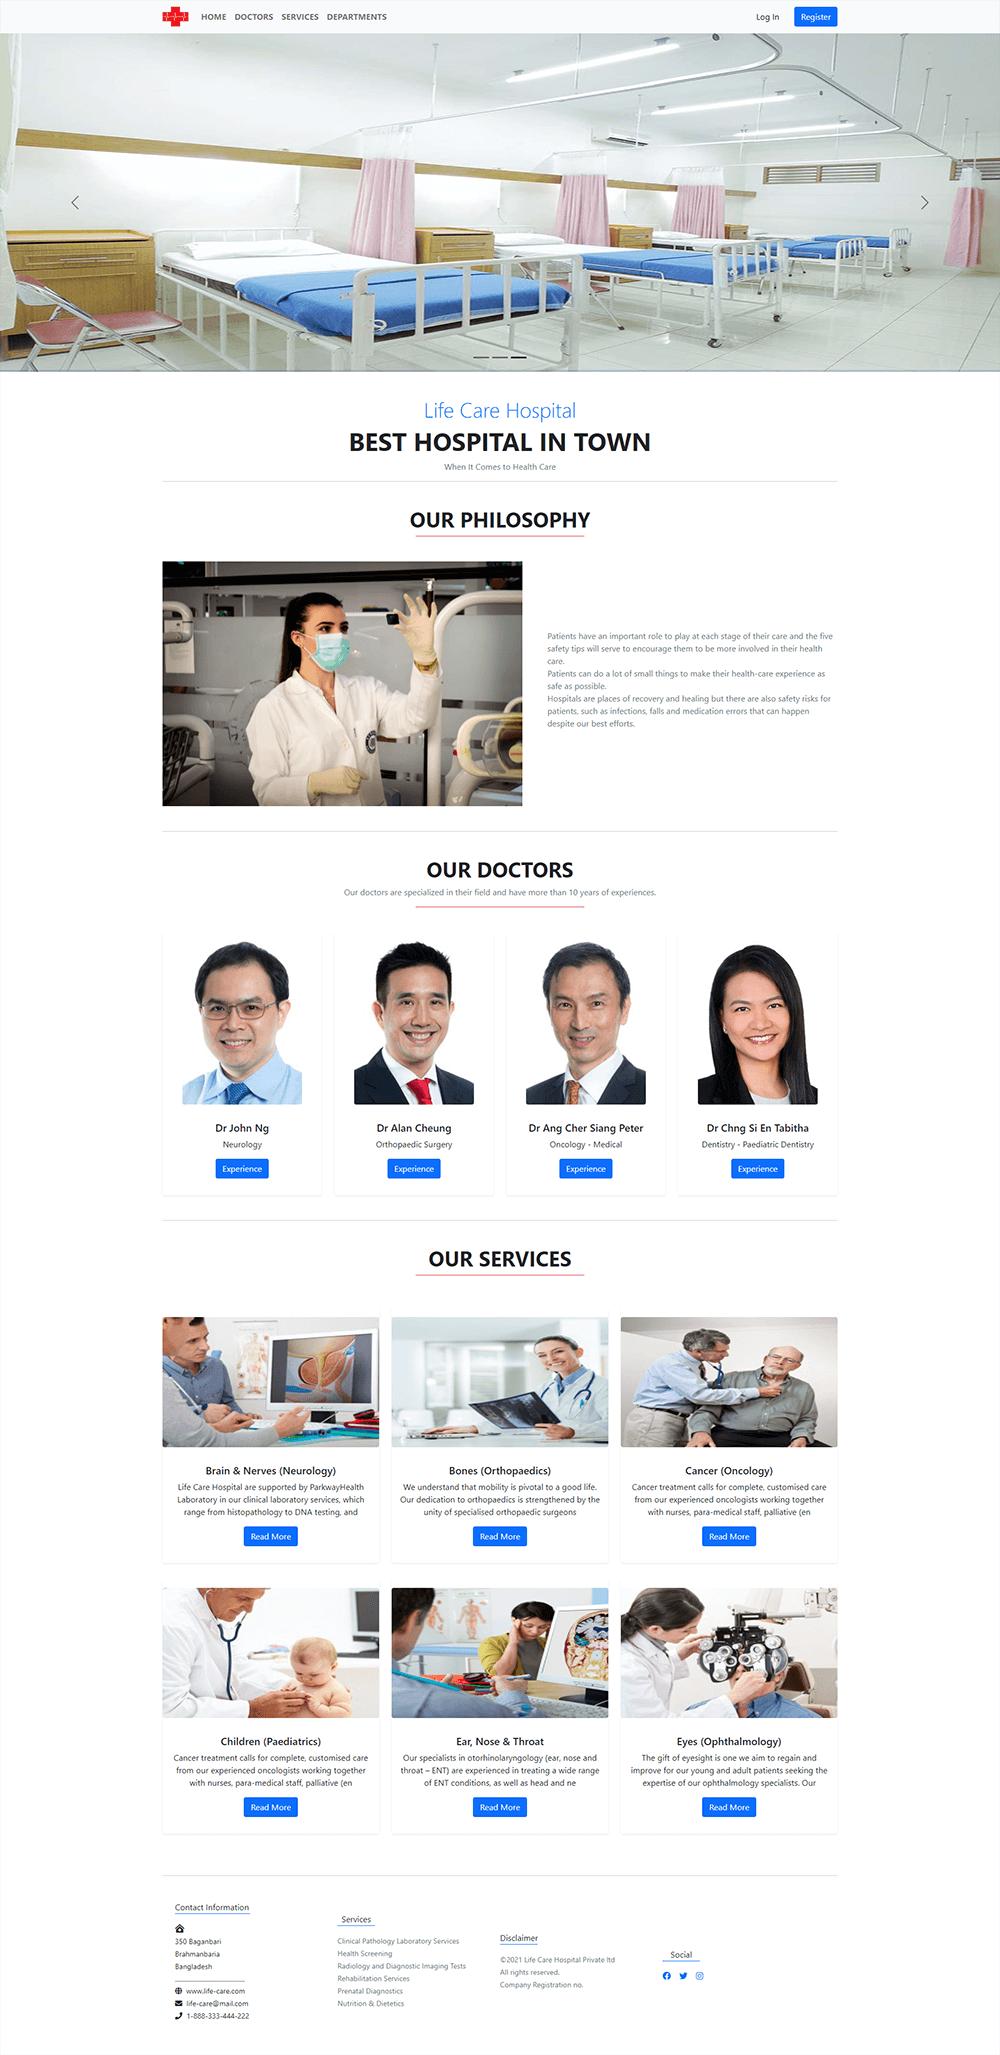 HOME DOCTORS SERVICES DEPARTMENTS Log In Register
Life Care Hospital
BEST HOSPITAL IN TOWN
When It Comes to Health Care
OUR PHILOSOPHY
Patients have an important role to play at each stage of their care and the five
safety tips will serve to encourage them to be more involved in their health
care.
Patients can do a lot of small things to make their health-care experience as
safe as possible.
Hospitals are places of recovery and healing but there are also safety risks for
patients, such as infections, falls and medication errors that can happen
despite our best efforts.
OUR DOCTORS
Our doctors are specialized in their field and have more than 10 years of experiences.
Dr John Ng
Neurology
Experience
Dr Alan Cheung
Orthopaedic Surgery
Experience
Dr Ang Cher Siang Peter
Oncology - Medical
Experience
Dr Chng Si En Tabitha
Dentistry - Paediatric Dentistry
Experience
OUR SERVICES
Brain & Nerves (Neurology)
Life Care Hospital are supported by ParkwayHealth
Laboratory in our clinical laboratory services, which
range from histopathology to DNA testing, and
Read More
Bones (Orthopaedics)
We understand that mobility is pivotal to a good life.
Our dedication to orthopaedics is strengthened by the
unity of specialised orthopaedic surgeons
Read More
Cancer (Oncology)
Cancer treatment calls for complete, customised care
from our experienced oncologists working together
with nurses, para-medical staff, palliative (en
Read More
Children (Paediatrics)
Cancer treatment calls for complete, customised care
from our experienced oncologists working together
with nurses, para-medical staff, palliative (en
Read More
Ear, Nose & Throat
Our specialists in otorhinolaryngology (ear, nose and
throat – ENT) are experienced in treating a wide range
of ENT conditions, as well as head and ne
Read More
Eyes (Ophthalmology)
The gift of eyesight is one we aim to regain and
improve for our young and adult patients seeking the
expertise of our ophthalmology specialists. Our
Read More
Contact Information
350 Baganbari
Brahmanbaria
Bangladesh
www.life-care.com
life-care@mail.com
1-888-333-444-222
Services
Clinical Pathology Laboratory Services
Health Screening
Radiology and Diagnostic Imaging Tests
Rehabilitation Services
Prenatal Diagnostics
Nutrition & Dietetics
Disclaimer
©2021 Life Care Hospital Private ltd
All rights reserved.
Company Registration no.
Social